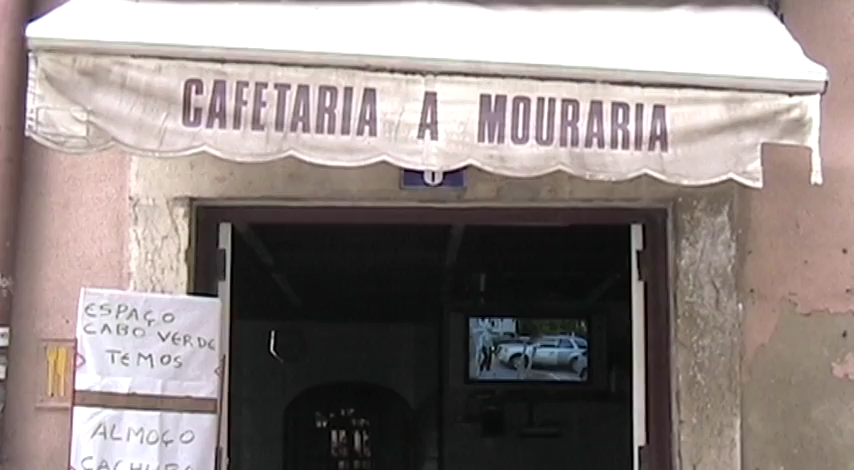 CAFETARIA A MOURARIA
ESPAÇO
CABO VERDE
TEMOS
ALMOÇO